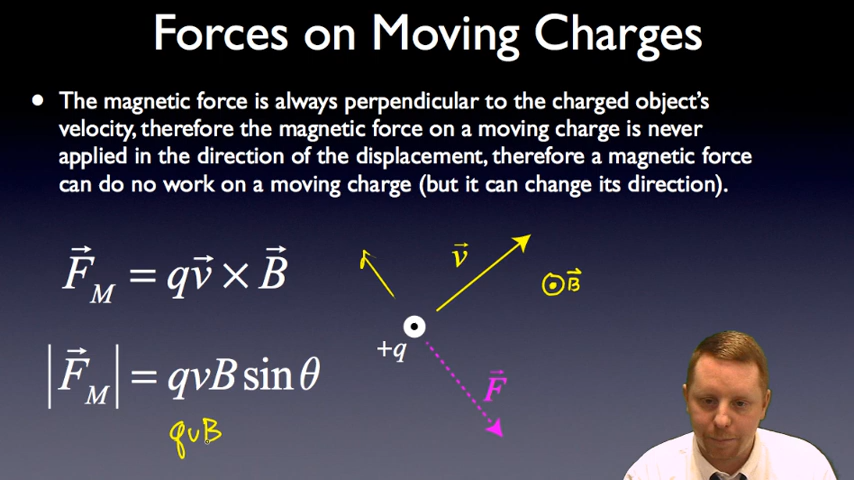 Forces on Moving Charges
• The magnetic force is always perpendicular to the charged object's
velocity, therefore the magnetic force on a moving charge is never
applied in the direction of the displacement, therefore a magnetic force
can do no work on a moving charge (but it can change its direction).
F⃗_M = qv⃗ × B⃗
|F⃗_M| = qvB sin θ
qvB
v⃗
B⃗
+q
F⃗